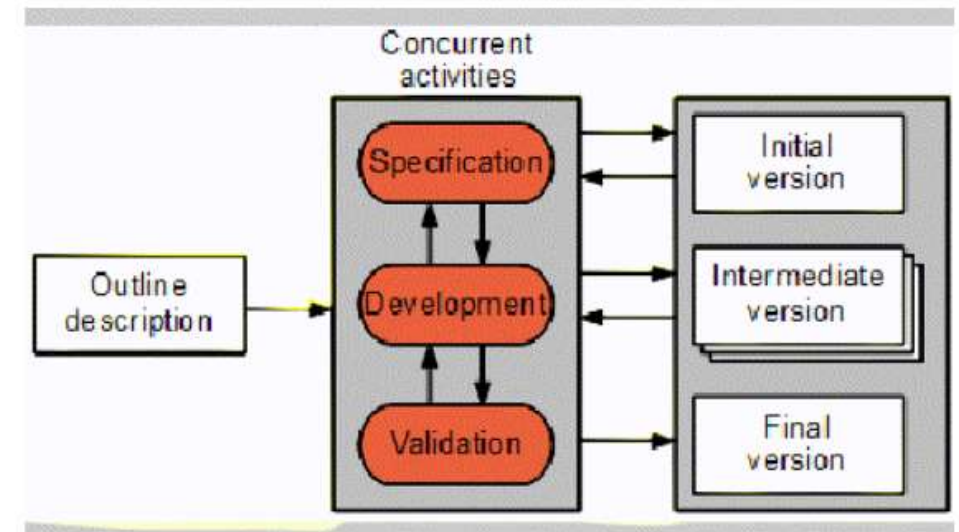 Concurrent
activities
Specification
Initial
version
Outline
description
Development
Intermediate
version
Validation
Final
version